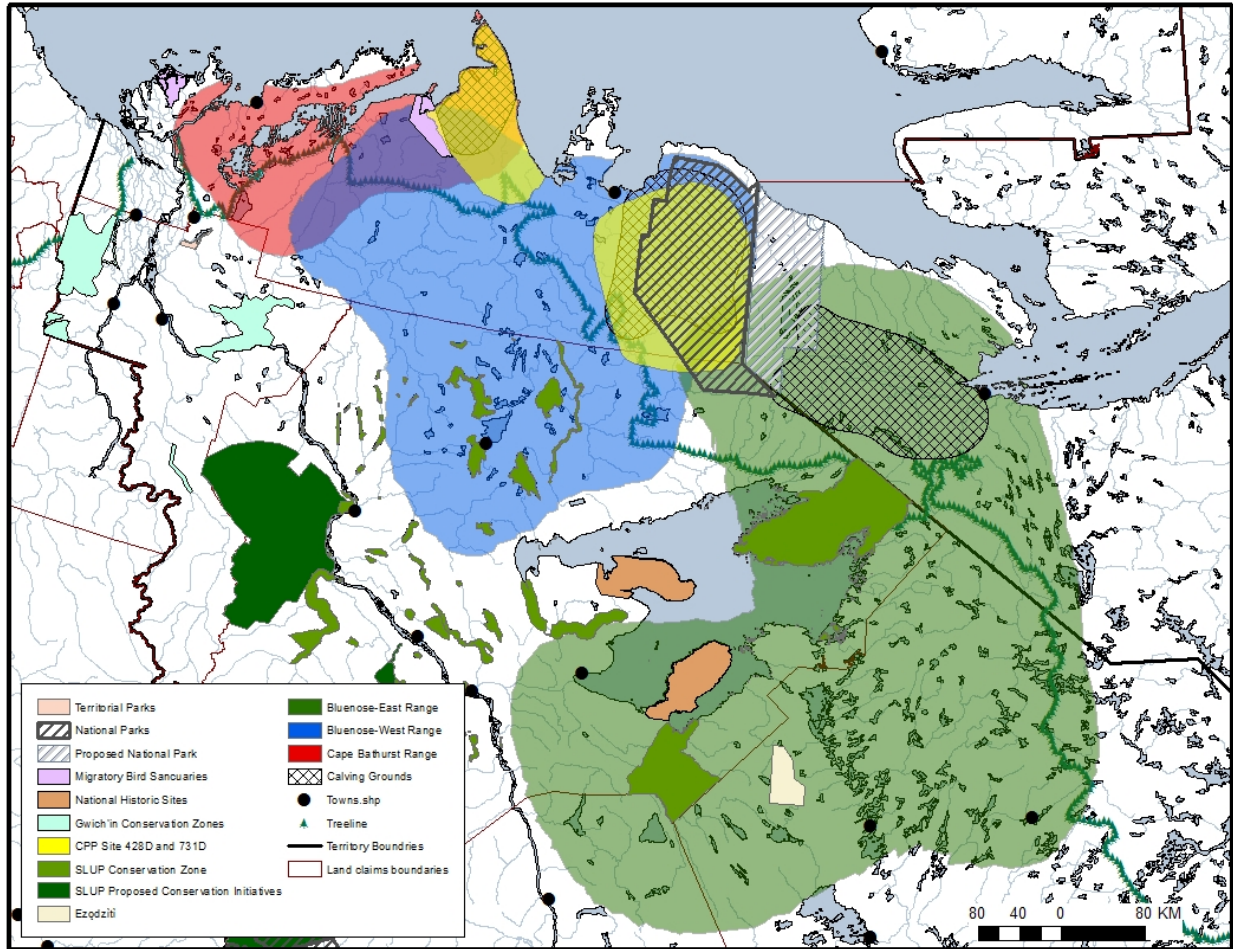 Territorial Parks
National Parks
Proposed National Park
Migratory Bird Sancuaries
National Historic Sites
Gwich'in Conservation Zones
CPP Site 428D and 731D
SLUP Conservation Zone
SLUP Proposed Conservation Initiatives
Ezǫdzìtì
Bluenose-East Range
Bluenose-West Range
Cape Bathurst Range
Calving Grounds
Towns.shp
Treeline
Territory Boundaries
Land claims boundaries
80 40 0 80 KM